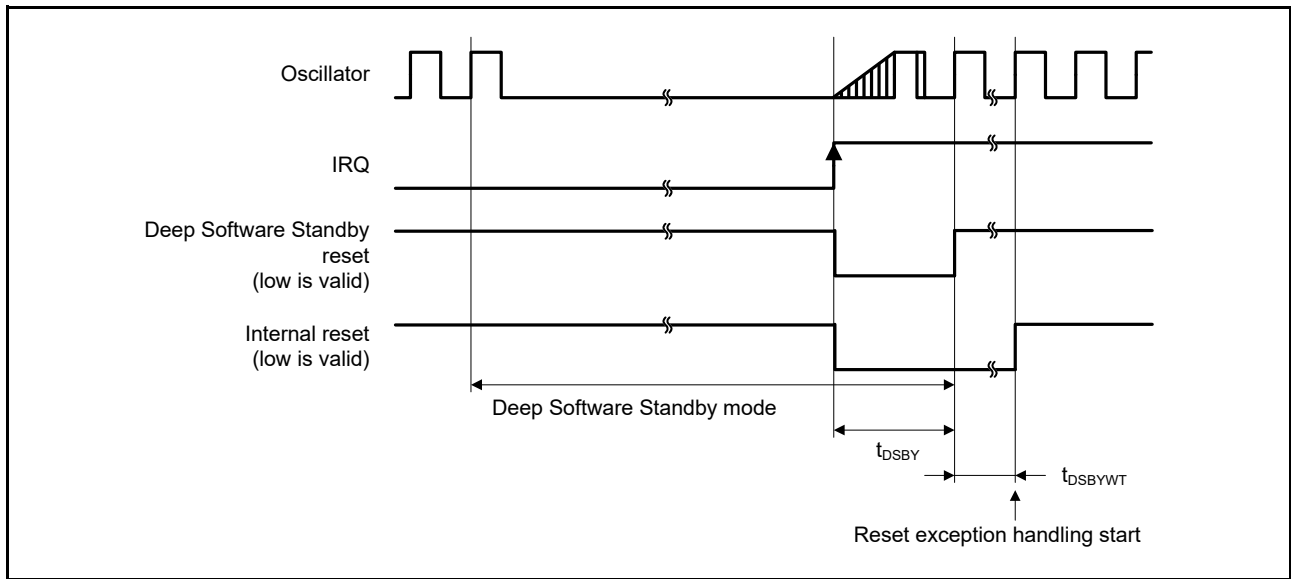 Oscillator
IRQ
Deep Software Standby
reset
(low is valid)
Internal reset
(low is valid)
Deep Software Standby mode
tDSBY
tDSBYWT
Reset exception handling start